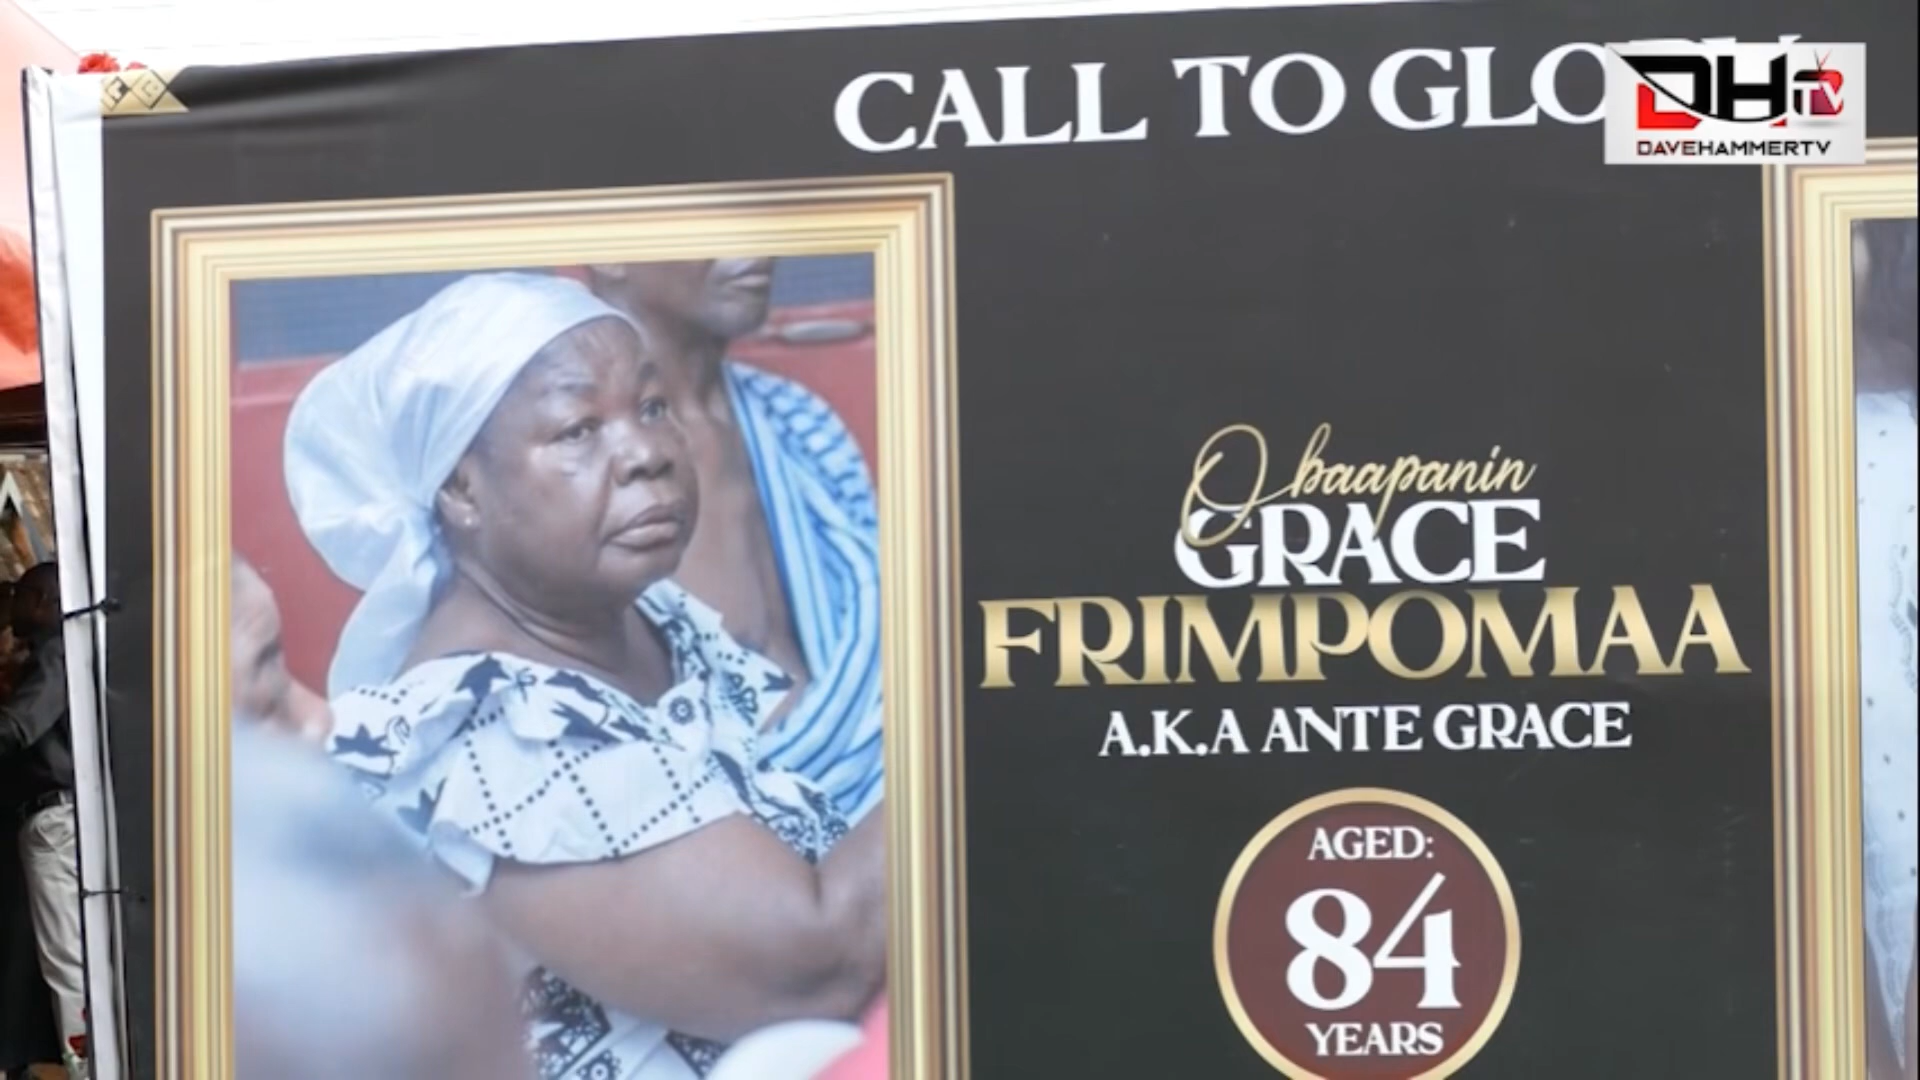 CALL TO GLO
DH TV
DAVEHAMMERTV
Obaapanin
GRACE
FRIMPOMAA
A.K.A ANTE GRACE
AGED:
84
YEARS